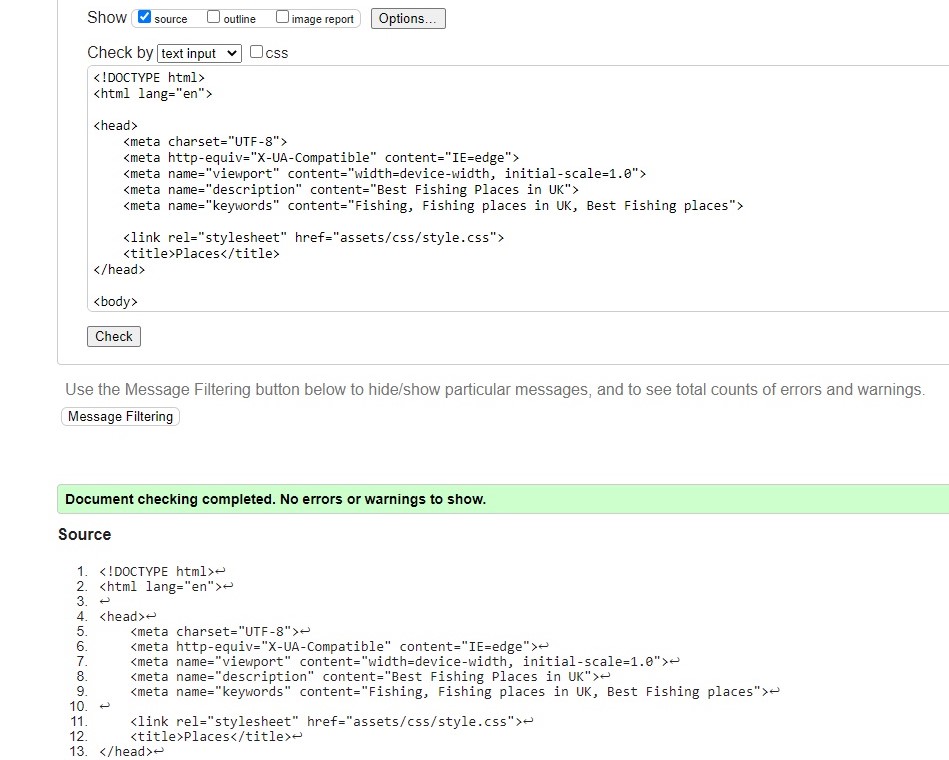 Show source outline image report Options...
Check by text input css
<!DOCTYPE html>
<html lang="en">
<head>
<meta charset="UTF-8">
<meta http-equiv="X-UA-Compatible" content="IE=edge">
<meta name="viewport" content="width=device-width, initial-scale=1.0">
<meta name="description" content="Best Fishing Places in UK">
<meta name="keywords" content="Fishing, Fishing places in UK, Best Fishing places">
<link rel="stylesheet" href="assets/css/style.css">
<title>Places</title>
</head>
<body>
Check
Use the Message Filtering button below to hide/show particular messages, and to see total counts of errors and warnings.
Message Filtering
Document checking completed. No errors or warnings to show.
Source
1. <!DOCTYPE html>↩
2. <html lang="en">↩
3. ↩
4. <head>↩
5. <meta charset="UTF-8">↩
6. <meta http-equiv="X-UA-Compatible" content="IE=edge">↩
7. <meta name="viewport" content="width=device-width, initial-scale=1.0">↩
8. <meta name="description" content="Best Fishing Places in UK">↩
9. <meta name="keywords" content="Fishing, Fishing places in UK, Best Fishing places">↩
10. ↩
11. <link rel="stylesheet" href="assets/css/style.css">↩
12. <title>Places</title>↩
13. </head>↩